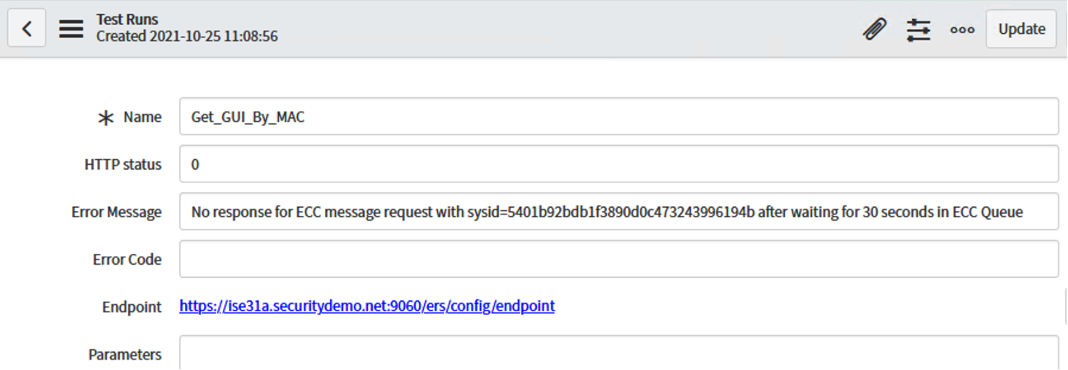 Test Runs
Created 2021-10-25 11:08:56
Update
Name
Get_GUI_By_MAC
HTTP status
0
Error Message
No response for ECC message request with sysid=5401b92bdb1f3890d0c473243996194b after waiting for 30 seconds in ECC Queue
Error Code
Endpoint
https://ise31a.securitydemo.net:9060/ers/config/endpoint
Parameters